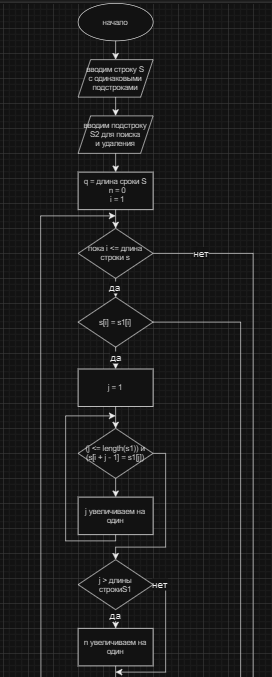 начало
вводим строку S
с одинаковыми
подстроками
вводим подстроку
S2 для поиска
и удаления
q = длина сроки S
n = 0
i = 1
пока i <= длина
строки s
нет
да
s[i] = s1[i]
да
j = 1
(j <= length(s1)) и
(s[i + j - 1] = s1[j])
j увеличиваем на
один
j > длины
строкиS1
нет
да
n увеличиваем на
один